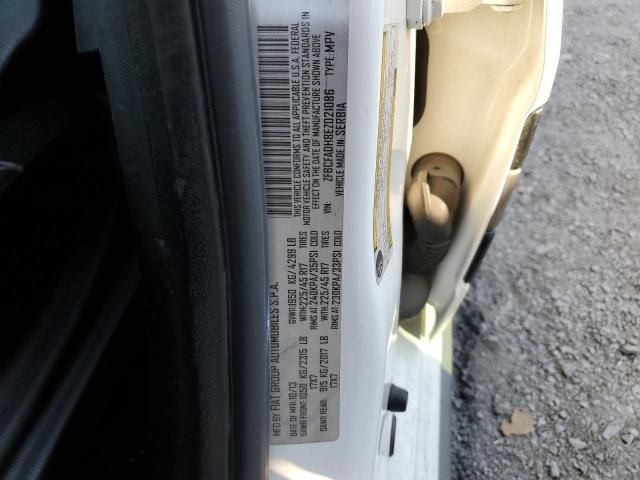 MFD BY FIAT GROUP AUTOMOBILES S.P.A.
DATE OF MFR: 10/13 GVWR: 1950 KG/ 4299 LB
GAWR FRONT: 1050 KG/2315 LB WITH: 225/45 R17 TIRES
17X7 RIMS AT: 240KPA/35PSI COLD
GAWR REAR: 915 KG/2017 LB WITH: 225/45 R17 TIRES
17X7 RIMS AT: 230KPA/33PSI COLD
THIS VEHICLE CONFORMS TO ALL APPLICABLE U.S.A. FEDERAL
MOTOR VEHICLE SAFETY, BUMPER AND THEFT PREVENTION STANDARDS IN
EFFECT ON THE DATE OF MANUFACTURE SHOWN ABOVE
VIN: ZFBCFADH8EZ021086 TYPE: MPV
VEHICLE MADE IN SERBIA